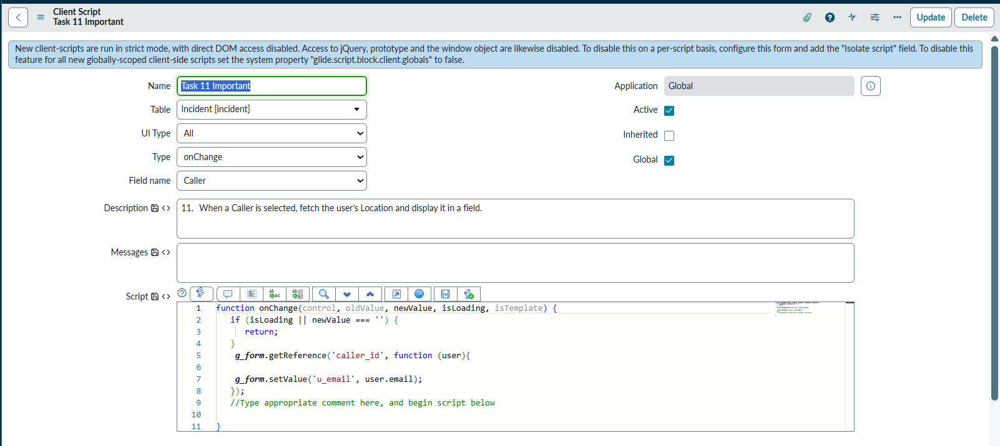 Client Script
Task 11 Important
Update
Delete
New client-scripts are run in strict mode, with direct DOM access disabled. Access to jQuery, prototype and the window object are likewise disabled. To disable this on a per-script basis, configure this form and add the "Isolate script" field. To disable this
feature for all new globally-scoped client-side scripts set the system property "glide.script.block.client.globals" to false.
Name Task 11 Important
Application Global
Table Incident [incident]
Active
UI Type All
Inherited
Type onChange
Global
Field name Caller
Description 11. When a Caller is selected, fetch the user's Location and display it in a field.
Messages
Script
1 function onChange(control, oldValue, newValue, isLoading, isTemplate) {
2 if (isLoading || newValue === '') {
3 return;
4 }
5 g_form.getReference('caller_id', function (user){
6
7 g_form.setValue('u_email', user.email);
8 });
9 //Type appropriate comment here, and begin script below
10
11 }